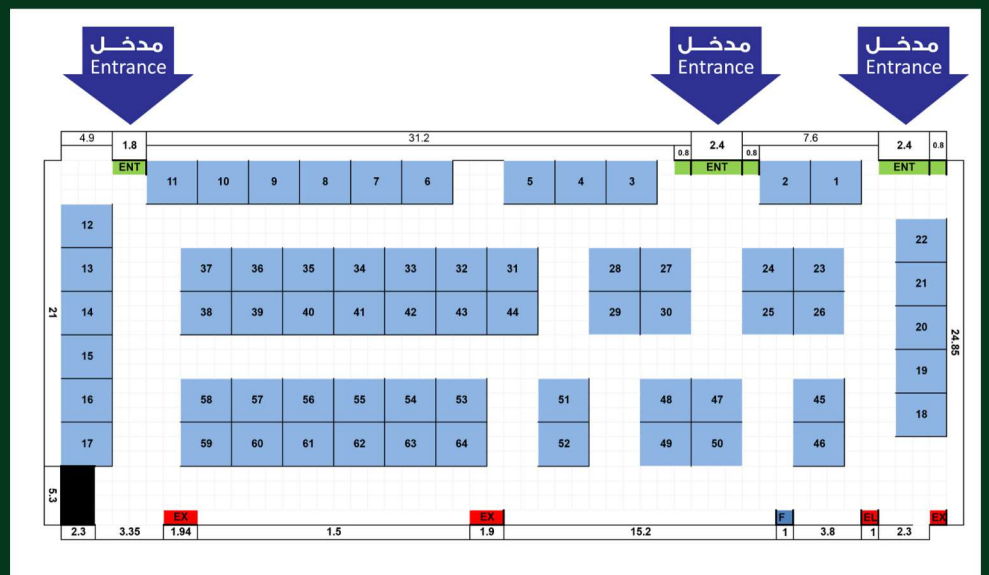 مدخــل
Entrance
مدخــل
Entrance
مدخــل
Entrance
4.9 1.8 31.2 0.8 2.4 0.8 7.6 2.4 0.8
ENT ENT ENT
11 10 9 8 7 6 5 4 3 2 1
12 22
13 37 36 35 34 33 32 31 28 27 24 23 21
14 38 39 40 41 42 43 44 29 30 25 26 20
21 24.85
15 19
16 58 57 56 55 54 53 51 48 47 45 18
17 59 60 61 62 63 64 52 49 50 46
5.3
EX EX F EL EX
2.3 3.35 1.94 1.5 1.9 15.2 1 3.8 1 2.3